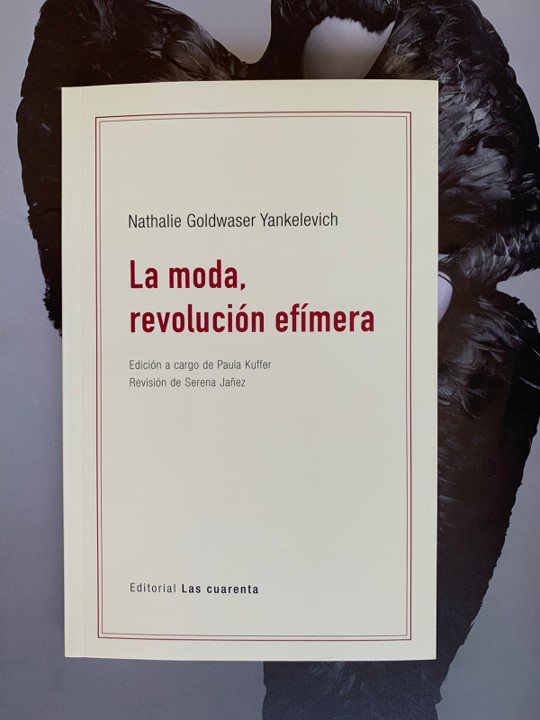 Nathalie Goldwaser Yankelevich
La moda,
revolución efímera
Edición a cargo de Paula Kuffer
Revisión de Serena Jañez
Editorial Las cuarenta